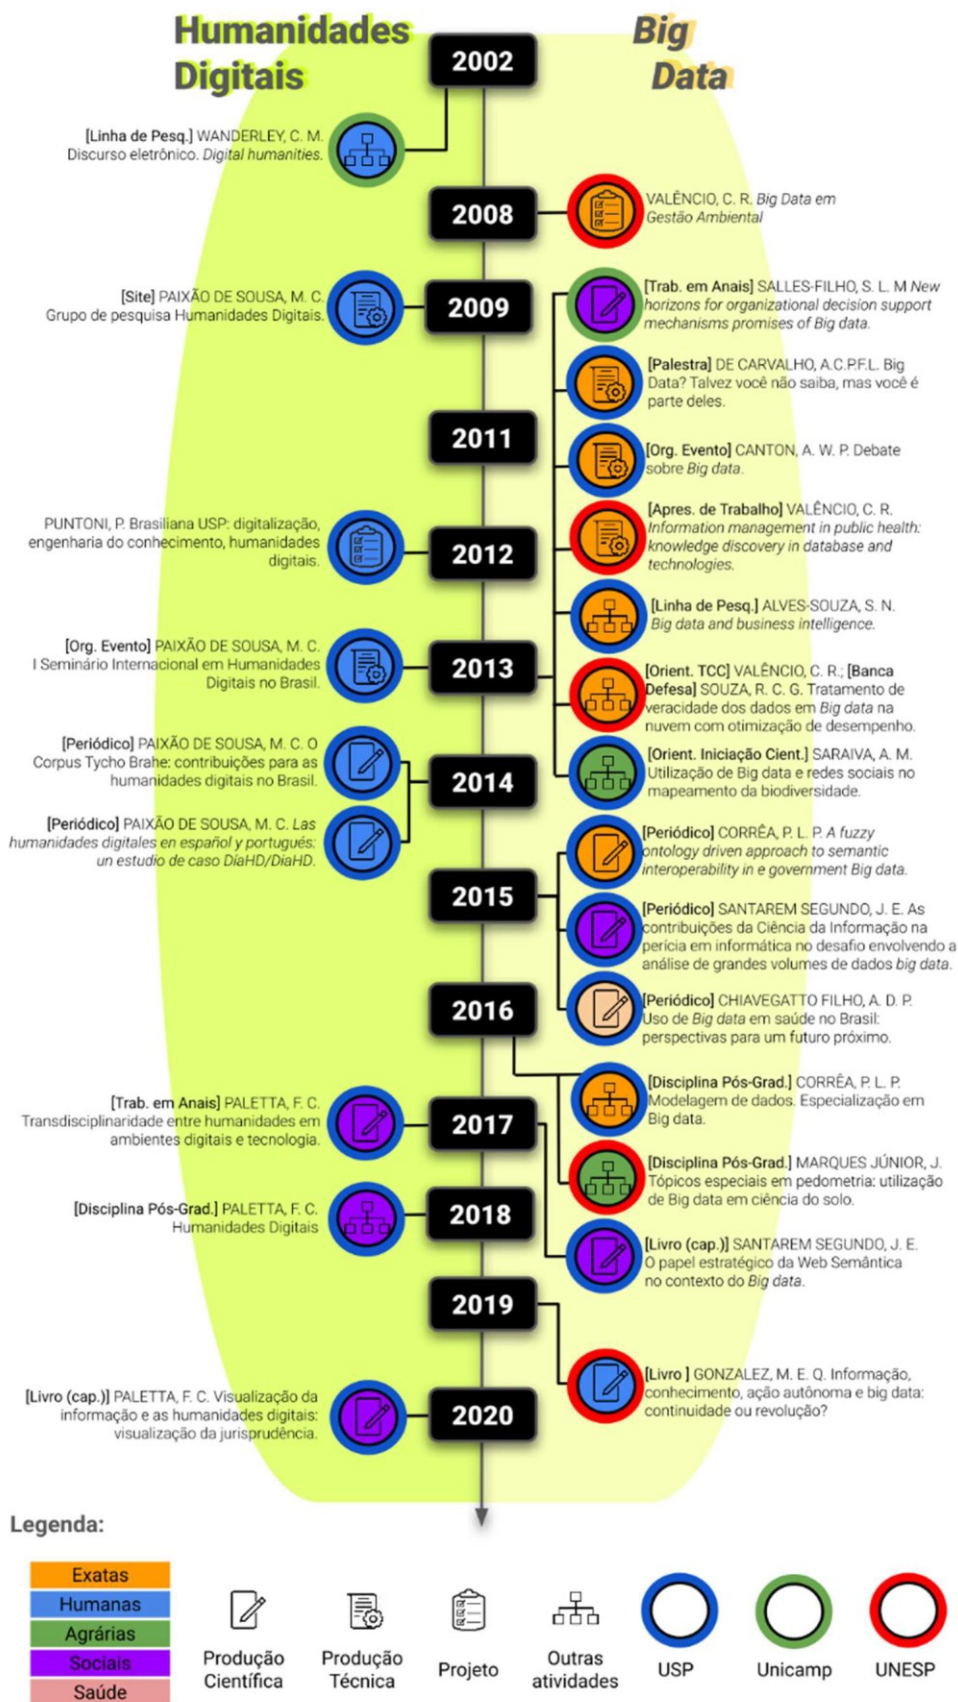 Humanidades
Digitais
Big
Data
2002
[Linha de Pesq.] WANDERLEY, C. M.
Discurso eletrônico. Digital humanities.
2008
VALÊNCIO, C. R. Big Data em
Gestão Ambiental
2009
[Site] PAIXÃO DE SOUSA, M. C.
Grupo de pesquisa Humanidades Digitais.
2011
2012
PUNTONI, P. Brasiliana USP: digitalização,
engenharia do conhecimento, humanidades
digitais.
2013
[Org. Evento] PAIXÃO DE SOUSA, M. C.
I Seminário Internacional em Humanidades
Digitais no Brasil.
[Trab. em Anais] SALLES-FILHO, S. L. M New
horizons for organizational decision support
mechanisms promises of Big data.
[Palestra] DE CARVALHO, A.C.P.F.L. Big
Data? Talvez você não saiba, mas você é
parte deles.
[Org. Evento] CANTON, A. W. P. Debate
sobre Big data.
[Apres. de Trabalho] VALÊNCIO, C. R.
Information management in public health:
knowledge discovery in database and
technologies.
[Linha de Pesq.] ALVES-SOUZA, S. N.
Big data and business intelligence.
[Orient. TCC] VALÊNCIO, C. R.; [Banca
Defesa] SOUZA, R. C. G. Tratamento de
veracidade dos dados em Big data na
nuvem com otimização de desempenho.
[Orient. Iniciação Cient.] SARAIVA, A. M.
Utilização de Big data e redes sociais no
mapeamento da biodiversidade.
2014
[Periódico] PAIXÃO DE SOUSA, M. C. O
Corpus Tycho Brahe: contribuições para as
humanidades digitais no Brasil.
[Periódico] PAIXÃO DE SOUSA, M. C. Las
humanidades digitales en español y portugués:
un estudio de caso DíaHD/DiaHD.
2015
[Periódico] CORRÊA, P. L. P. A fuzzy
ontology driven approach to semantic
interoperability in e government Big data.
[Periódico] SANTAREM SEGUNDO, J. E. As
contribuições da Ciência da Informação na
perícia em informática no desafio envolvendo a
análise de grandes volumes de dados big data.
[Periódico] CHIAVEGATTO FILHO, A. D. P.
Uso de Big data em saúde no Brasil:
perspectivas para um futuro próximo.
2016
[Disciplina Pós-Grad.] CORRÊA, P. L. P.
Modelagem de dados. Especialização em
Big data.
[Disciplina Pós-Grad.] MARQUES JÚNIOR, J.
Tópicos especiais em pedometria: utilização
de Big data em ciência do solo.
2017
[Trab. em Anais] PALETTA, F. C.
Transdisciplinaridade entre humanidades em
ambientes digitais e tecnologia.
[Livro (cap.)] SANTAREM SEGUNDO, J. E.
O papel estratégico da Web Semântica
no contexto do Big data.
2018
[Disciplina Pós-Grad.] PALETTA, F. C.
Humanidades Digitais
2019
[Livro ] GONZALEZ, M. E. Q. Informação,
conhecimento, ação autônoma e big data:
continuidade ou revolução?
2020
[Livro (cap.)] PALETTA, F. C. Visualização da
informação e as humanidades digitais:
visualização da jurisprudência.
Legenda:
Exatas
Humanas
Agrárias
Sociais
Saúde
Produção
Científica
Produção
Técnica
Projeto
Outras
atividades
USP
Unicamp
UNESP